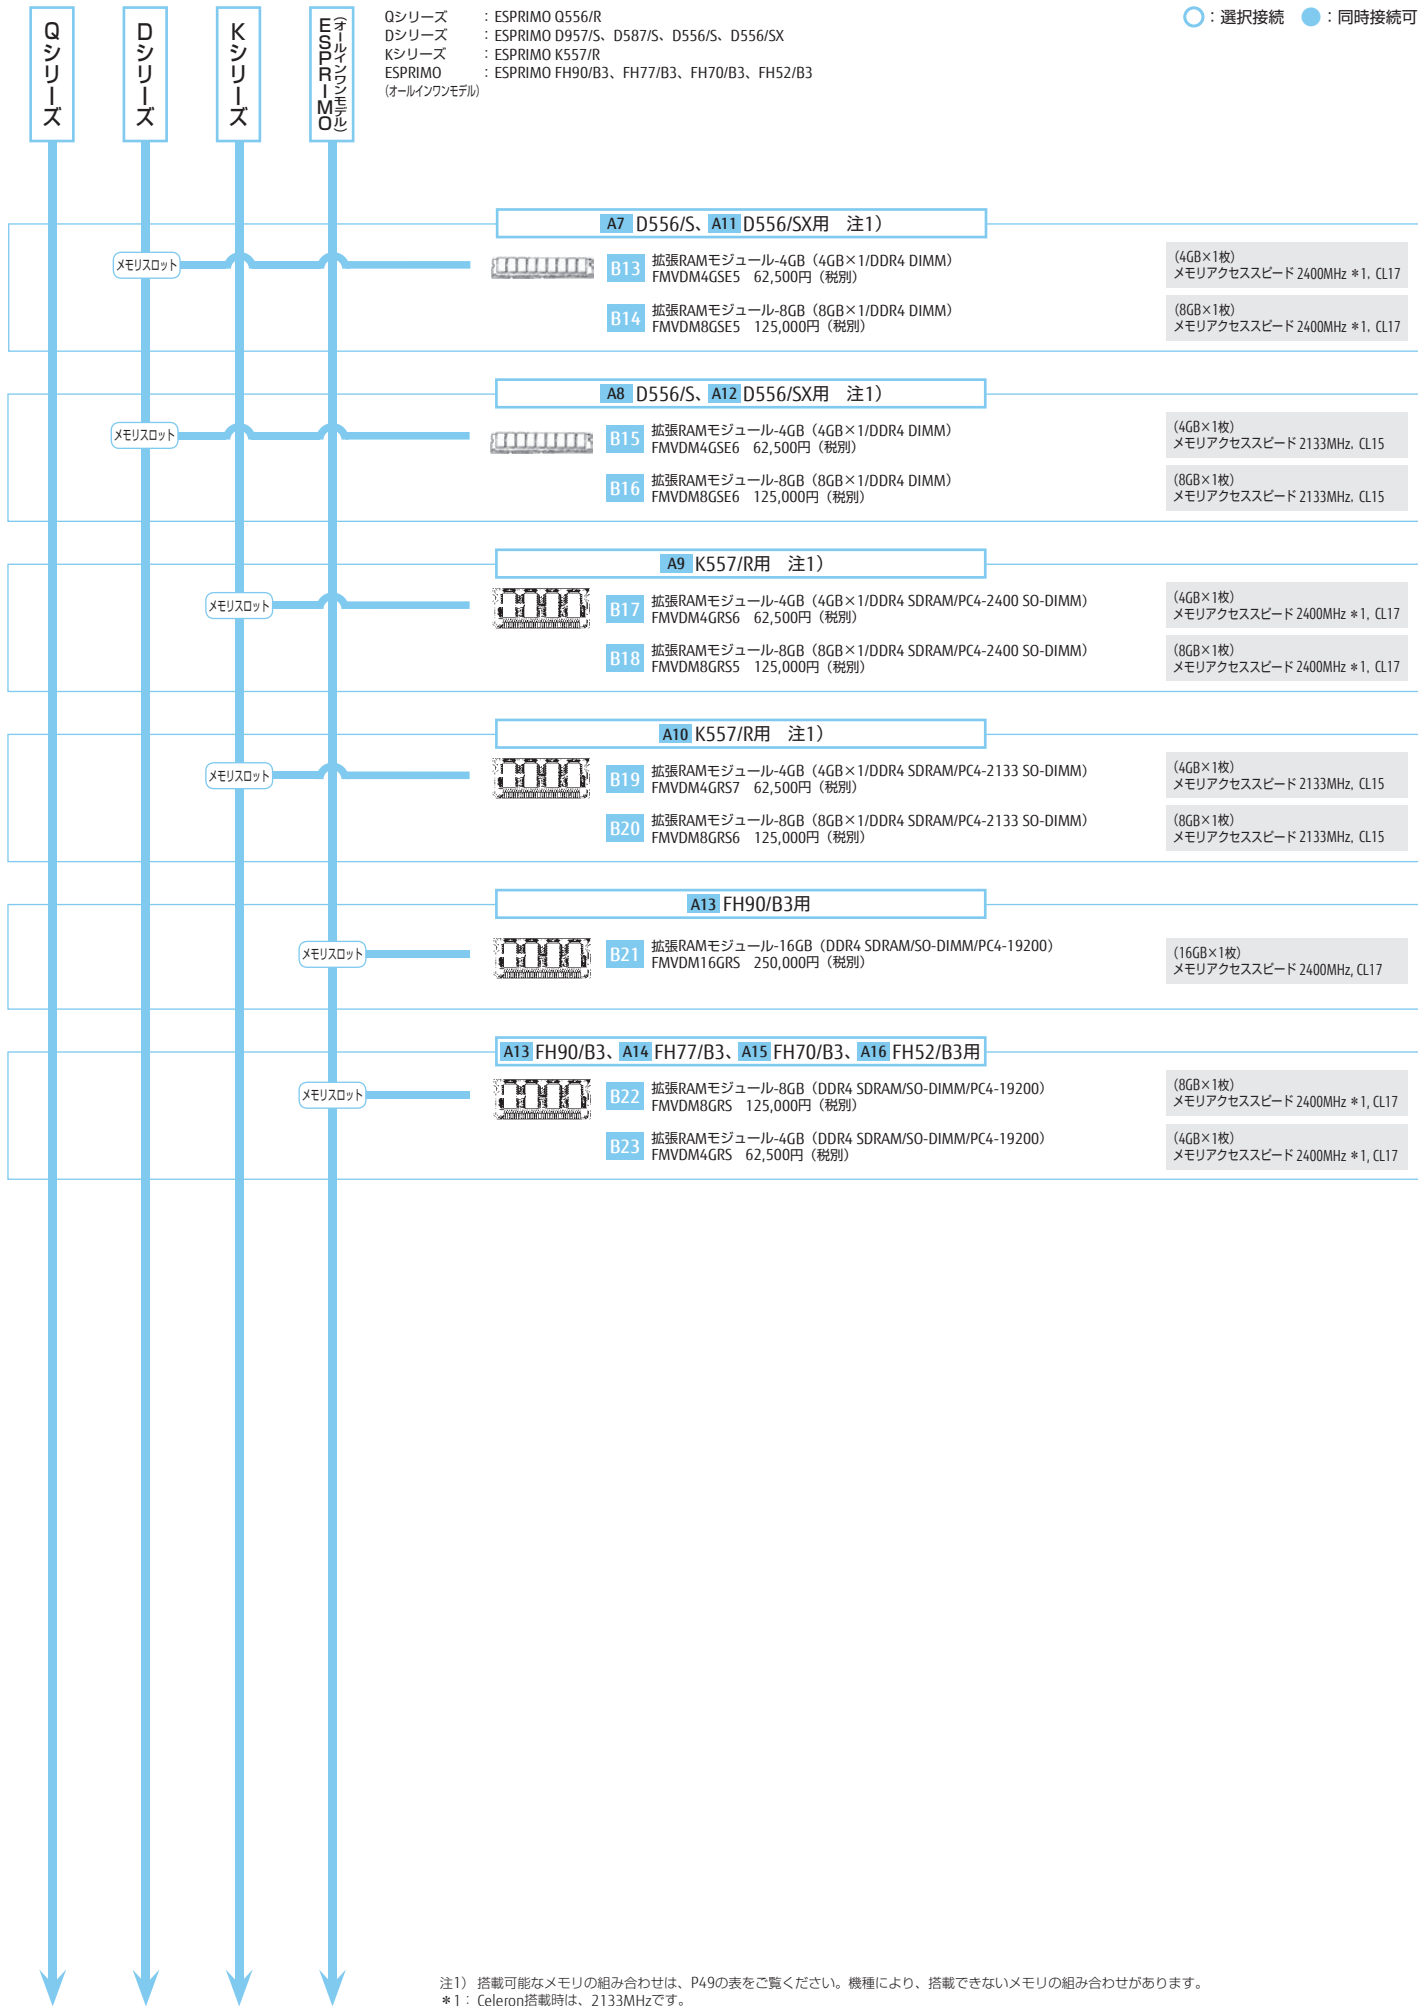 Qシリーズ
Dシリーズ
Kシリーズ
ESPRIMO
(オールインワンモデル)
Qシリーズ : ESPRIMO Q556/R
Dシリーズ : ESPRIMO D957/S、D587/S、D556/S、D556/SX
Kシリーズ : ESPRIMO K557/R
ESPRIMO : ESPRIMO FH90/B3、FH77/B3、FH70/B3、FH52/B3
(オールインワンモデル)
:選択接続 :同時接続可
A7 D556/S、A11 D556/SX用 注1)
メモリスロット
B13 拡張RAMモジュール-4GB(4GB×1/DDR4 DIMM)
FMVDM4GSE5 62,500円(税別)
(4GB×1枚)
メモリアクセススピード 2400MHz *1, CL17
B14 拡張RAMモジュール-8GB(8GB×1/DDR4 DIMM)
FMVDM8GSE5 125,000円(税別)
(8GB×1枚)
メモリアクセススピード 2400MHz *1, CL17
A8 D556/S、A12 D556/SX用 注1)
メモリスロット
B15 拡張RAMモジュール-4GB(4GB×1/DDR4 DIMM)
FMVDM4GSE6 62,500円(税別)
(4GB×1枚)
メモリアクセススピード 2133MHz, CL15
B16 拡張RAMモジュール-8GB(8GB×1/DDR4 DIMM)
FMVDM8GSE6 125,000円(税別)
(8GB×1枚)
メモリアクセススピード 2133MHz, CL15
A9 K557/R用 注1)
メモリスロット
B17 拡張RAMモジュール-4GB(4GB×1/DDR4 SDRAM/PC4-2400 SO-DIMM)
FMVDM4GRS6 62,500円(税別)
(4GB×1枚)
メモリアクセススピード 2400MHz *1, CL17
B18 拡張RAMモジュール-8GB(8GB×1/DDR4 SDRAM/PC4-2400 SO-DIMM)
FMVDM8GRS5 125,000円(税別)
(8GB×1枚)
メモリアクセススピード 2400MHz *1, CL17
A10 K557/R用 注1)
メモリスロット
B19 拡張RAMモジュール-4GB(4GB×1/DDR4 SDRAM/PC4-2133 SO-DIMM)
FMVDM4GRS7 62,500円(税別)
(4GB×1枚)
メモリアクセススピード 2133MHz, CL15
B20 拡張RAMモジュール-8GB(8GB×1/DDR4 SDRAM/PC4-2133 SO-DIMM)
FMVDM8GRS6 125,000円(税別)
(8GB×1枚)
メモリアクセススピード 2133MHz, CL15
A13 FH90/B3用
メモリスロット
B21 拡張RAMモジュール-16GB(DDR4 SDRAM/SO-DIMM/PC4-19200)
FMVDM16GRS 250,000円(税別)
(16GB×1枚)
メモリアクセススピード 2400MHz, CL17
A13 FH90/B3、A14 FH77/B3、A15 FH70/B3、A16 FH52/B3用
メモリスロット
B22 拡張RAMモジュール-8GB(DDR4 SDRAM/SO-DIMM/PC4-19200)
FMVDM8GRS 125,000円(税別)
(8GB×1枚)
メモリアクセススピード 2400MHz *1, CL17
B23 拡張RAMモジュール-4GB(DDR4 SDRAM/SO-DIMM/PC4-19200)
FMVDM4GRS 62,500円(税別)
(4GB×1枚)
メモリアクセススピード 2400MHz *1, CL17
注1) 搭載可能なメモリの組み合わせは、P49の表をご覧ください。機種により、搭載できないメモリの組み合わせがあります。
*1: Celeron搭載時は、2133MHzです。